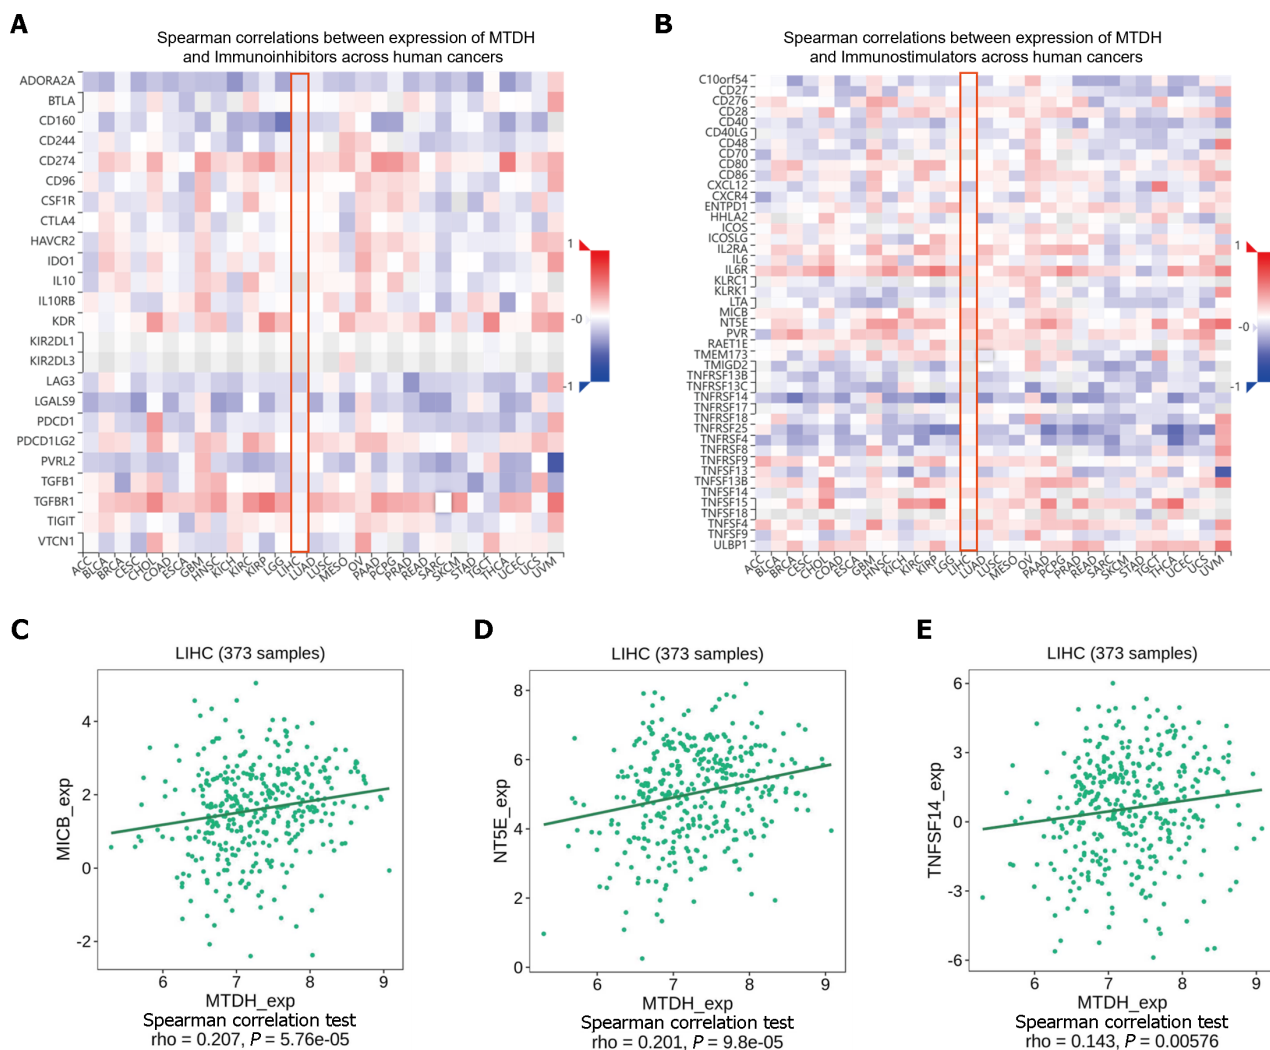 A
Spearman correlations between expression of MTDH
and Immunoinhibitors across human cancers
ADORA2A
BTLA
CD160
CD244
CD274
CD96
CSF1R
CTLA4
HAVCR2
IDO1
IL10
IL10RB
KDR
KIR2DL1
KIR2DL3
LAG3
LGALS9
PDCD1
PDCD1LG2
PVRL2
TGFB1
TGFBR1
TIGIT
VTCN1
ACC BLCA BRCA CESC CHOL COAD ESCA GBM HNSC KICH KIRC KIRP LGG LIHC LUAD LUSC MESO OV PAAD PCPG PRAD READ SARC SKCM STAD TGCT THCA UCEC UCS UVM
1
-0
-1
B
Spearman correlations between expression of MTDH
and Immunostimulators across human cancers
C10orf54
CD27
CD276
CD28
CD40
CD40LG
CD48
CD70
CD80
CD86
CXCL12
CXCR4
ENTPD1
HHLA2
ICOS
ICOSLG
IL2RA
IL6
IL6R
KLRC1
KLRK1
LTA
MICB
NT5E
PVR
RAET1E
TMEM173
TMIGD2
TNFRSF13B
TNFRSF13C
TNFRSF14
TNFRSF17
TNFRSF18
TNFRSF25
TNFRSF4
TNFRSF8
TNFRSF9
TNFSF13
TNFSF13B
TNFSF14
TNFSF15
TNFSF18
TNFSF4
TNFSF9
ULBP1
ACC BLCA BRCA CESC CHOL COAD ESCA GBM HNSC KICH KIRC KIRP LGG LIHC LUAD LUSC MESO OV PAAD PCPG PRAD READ SARC SKCM STAD TGCT THCA UCEC UCS UVM
1
-0
-1
C
LIHC (373 samples)
MICB_exp
4
2
0
-2
6 7 8 9
MTDH_exp
Spearman correlation test
rho = 0.207, P = 5.76e-05
D
LIHC (373 samples)
NT5E_exp
8
6
4
2
0
6 7 8 9
MTDH_exp
Spearman correlation test
rho = 0.201, P = 9.8e-05
E
LIHC (373 samples)
TNFSF14_exp
6
3
0
-3
-6
6 7 8 9
MTDH_exp
Spearman correlation test
rho = 0.143, P = 0.00576